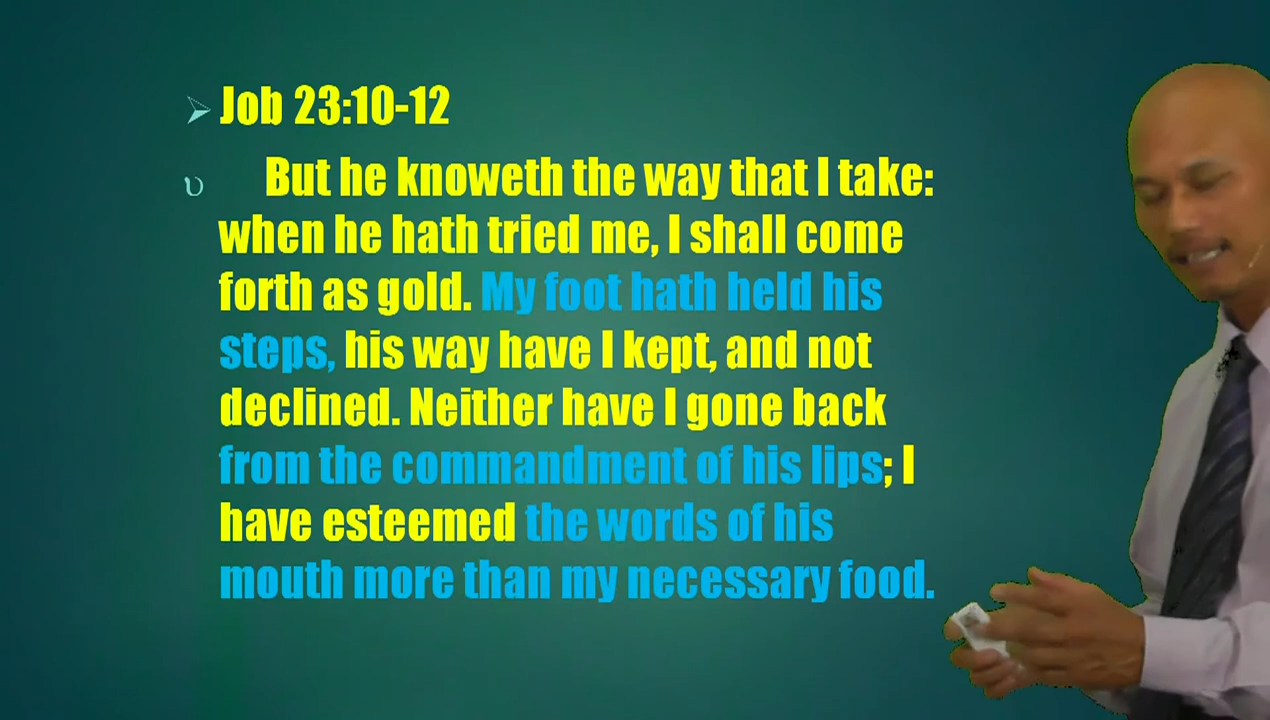 Job 23:10-12
But he knoweth the way that I take:
when he hath tried me, I shall come
forth as gold. My foot hath held his
steps, his way have I kept, and not
declined. Neither have I gone back
from the commandment of his lips; I
have esteemed the words of his
mouth more than my necessary food.